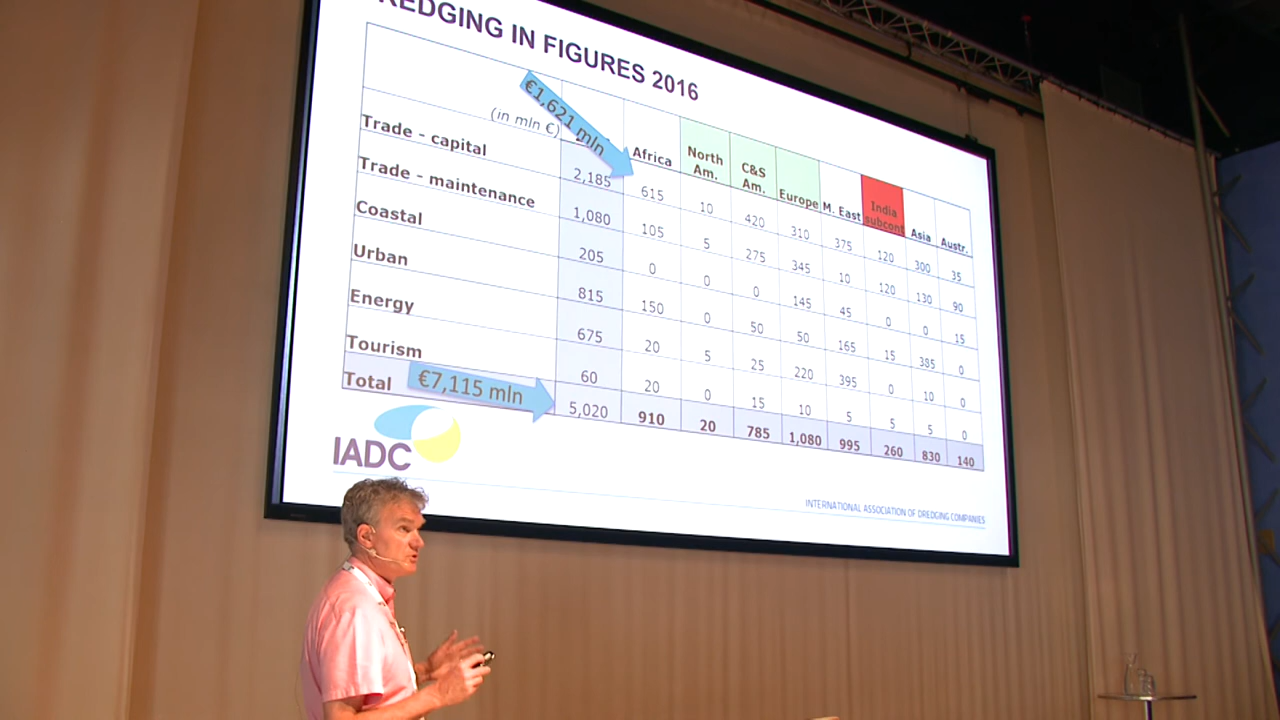 REDGING IN FIGURES 2016
€1,621 mln
(in mln €) Africa North Am. C&S Am. Europe M. East India subcont Asia Austr.
Trade - capital 2,185 615 10 420 310 375 120 300 35
Trade - maintenance 1,080 105 5 275 345 10 120 130 90
Coastal 205 0 0 0 145 45 0 0 15
Urban 815 150 0 50 50 165 15 385 0
Energy 675 20 5 25 220 395 0 10 0
Tourism 60 20 0 15 10 5 5 5 0
Total €7,115 mln 5,020 910 20 785 1,080 995 260 830 140
IADC
INTERNATIONAL ASSOCIATION OF DREDGING COMPANIES